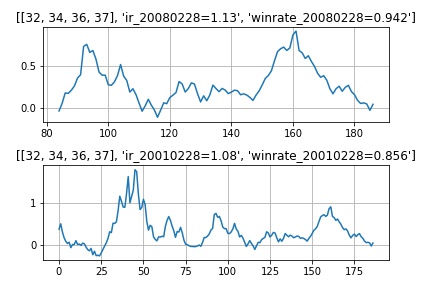 [[32, 34, 36, 37], 'ir_20080228=1.13', 'winrate_20080228=0.942']
0.5
0.0
80 100 120 140 160 180
[[32, 34, 36, 37], 'ir_20010228=1.08', 'winrate_20010228=0.856']
1
0
0 25 50 75 100 125 150 175